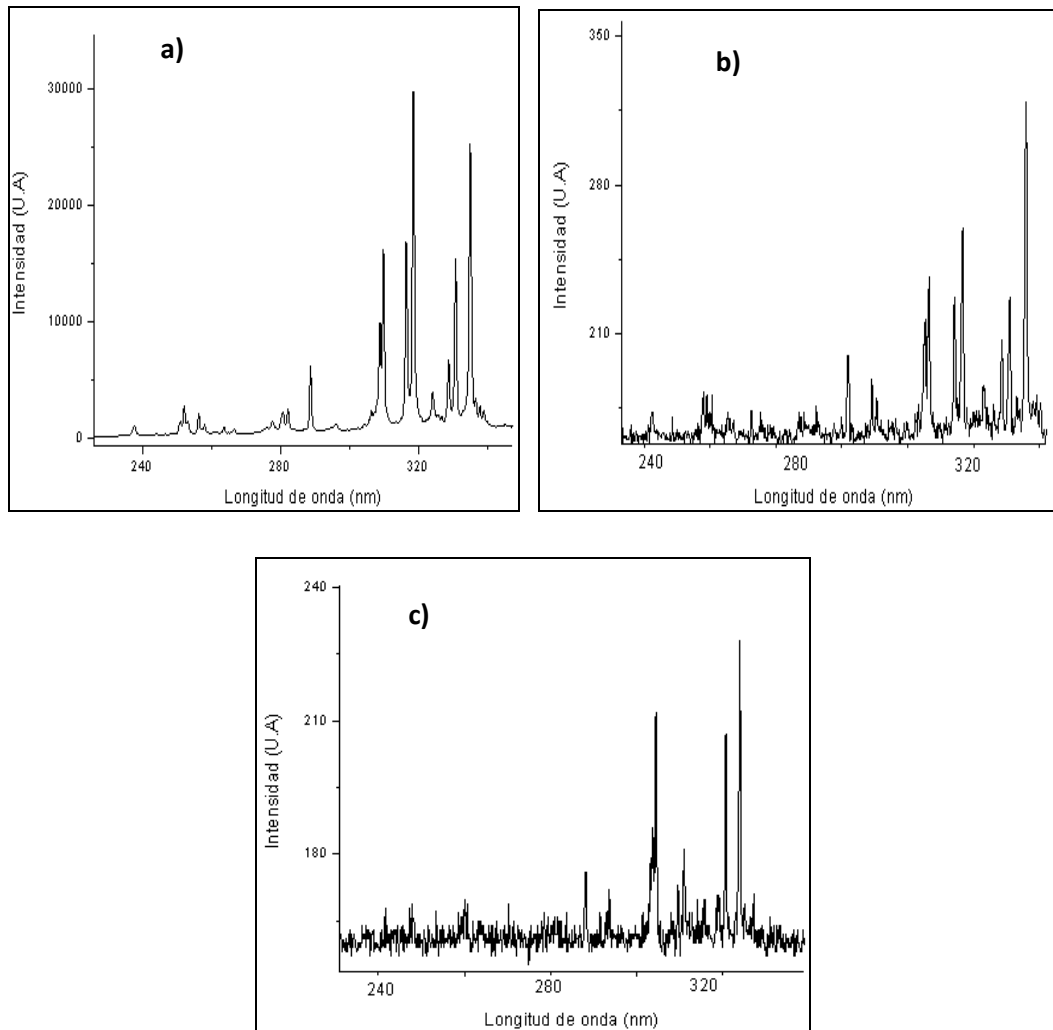 a)
30000
20000
10000
0
Intensidad (U.A)
240 280 320
Longitud de onda (nm)
b)
350
280
210
Intensidad (U.A)
240 280 320
Longitud de onda (nm)
c)
240
210
180
Intensidad (U.A)
240 280 320
Longitud de onda (nm)